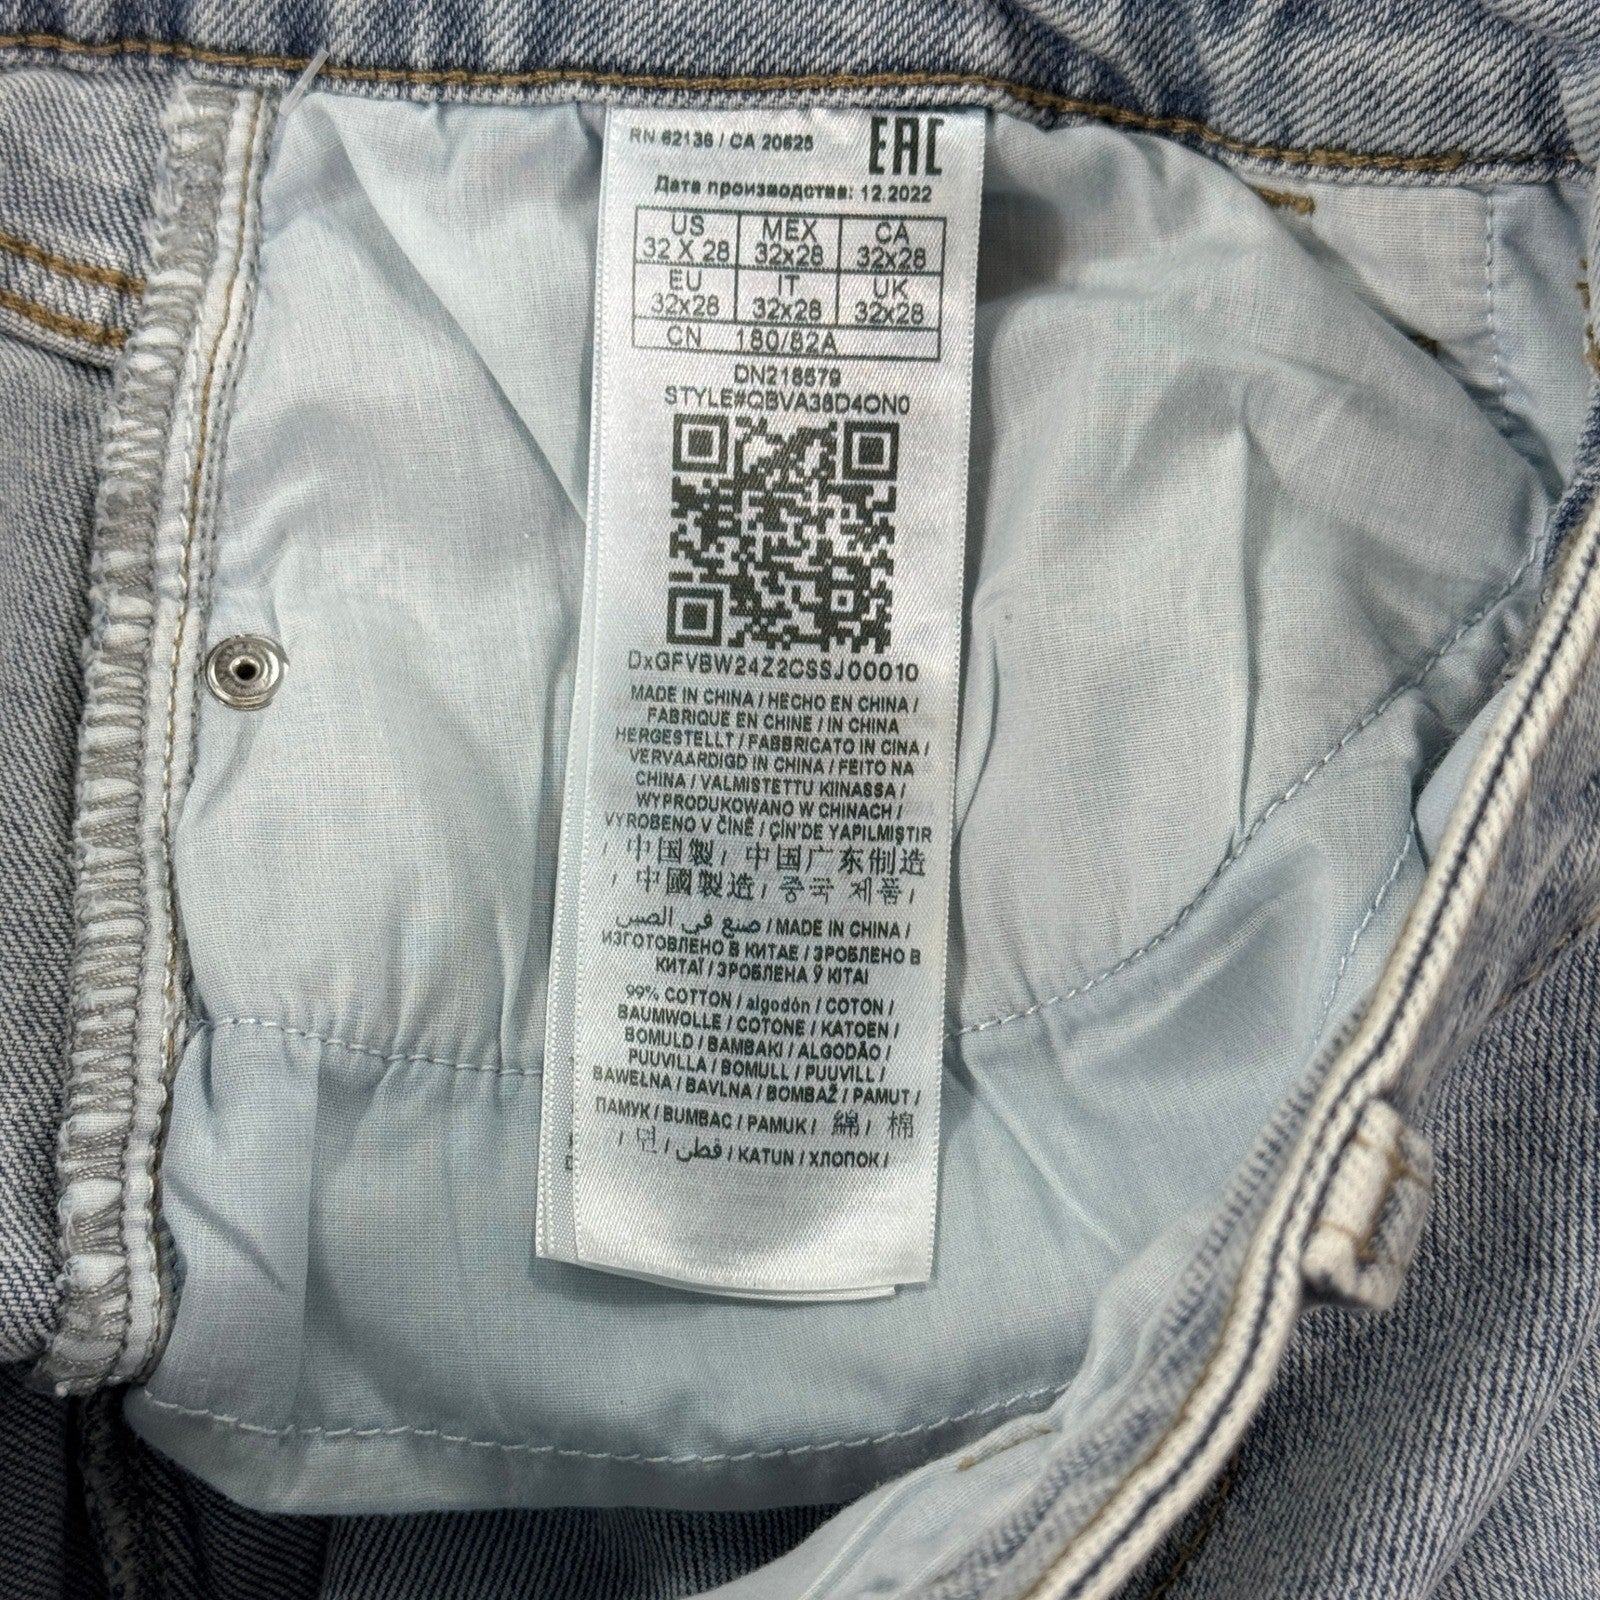 RN 62136 / CA 20625
EAC
Дата производства: 12.2022
US MEX CA
32 X 28 32x28 32x28
EU IT UK
32x28 32x28 32x28
CN 180/82A
DN218579
STYLE#QBVA36D4ON0
DxGFVBW24Z2CSSJ00010
MADE IN CHINA / HECHO EN CHINA /
FABRIQUE EN CHINE / IN CHINA
HERGESTELLT / FABBRICATO IN CINA /
VERVAARDIGD IN CHINA / FEITO NA
CHINA / VALMISTETTU KIINASSA /
WYPRODUKOWANO W CHINACH /
VYROBENO V ČINĚ / ÇİN'DE YAPILMIŞTIR
/ 中国製 / 中国广东制造
/ 中國製造 / 중국 제품 /
صنع في الصين / MADE IN CHINA /
ИЗГОТОВЛЕНО В КИТАЕ / ЗРОБЛЕНО В
КИТАЇ / ЗРОБЛЕНА Ў KITAI
99% COTTON / algodón / COTON /
BAUMWOLLE / COTONE / KATOEN /
BOMULD / BAMBAKI / ALGODÃO /
PUUVILLA / BOMULL / PUUVILL /
BAWEŁNA / BAVLNA / BOMBAŽ / PAMUT /
ПАМУК / BUMBAC / PAMUK / 綿 / 棉
/ 면 / قطن / KATUN / ХЛОПОК /